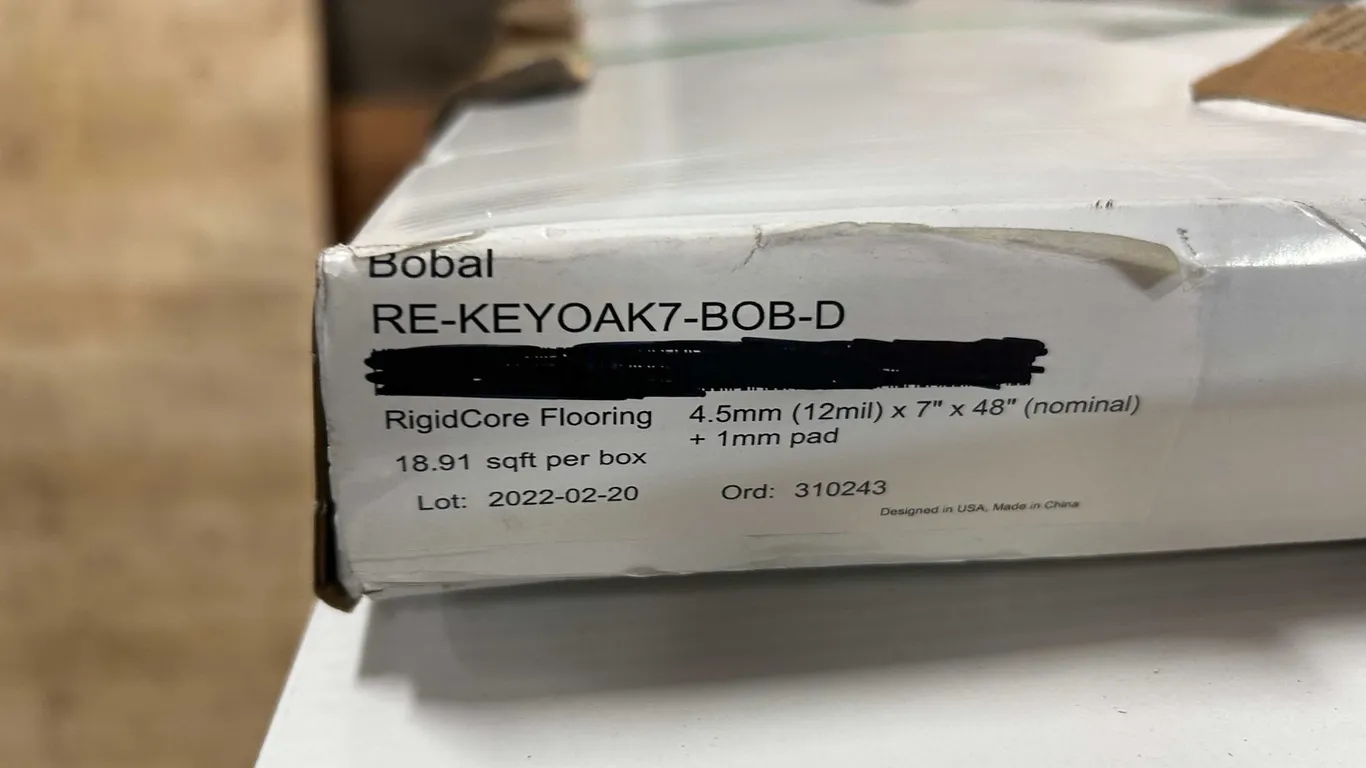 Bobal
RE-KEYOAK7-BOB-D
RigidCore Flooring 4.5mm (12mil) x 7" x 48" (nominal)
+ 1mm pad
18.91 sqft per box
Lot: 2022-02-20 Ord: 310243
Designed in USA, Made in China